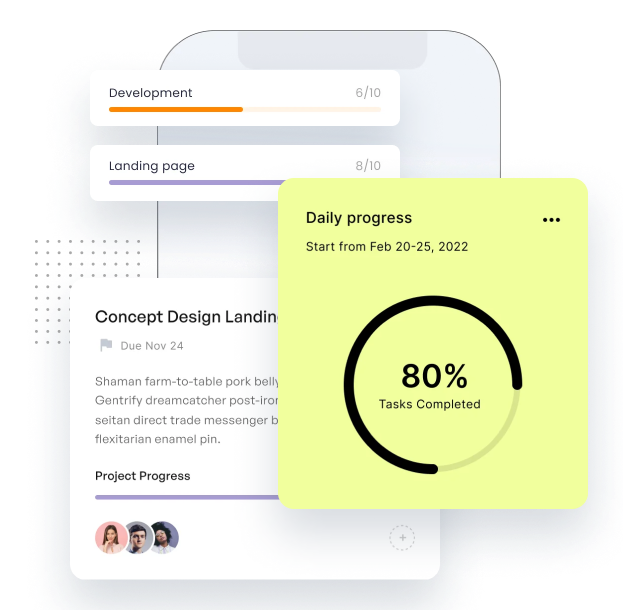 Development 6/10
Landing page 8/10
Daily progress
Start from Feb 20-25, 2022
80%
Tasks Completed
Concept Design Landin
Due Nov 24
Shaman farm-to-table pork belly
Gentrify dreamcatcher post-iron
seitan direct trade messenger b
flexitarian enamel pin.
Project Progress